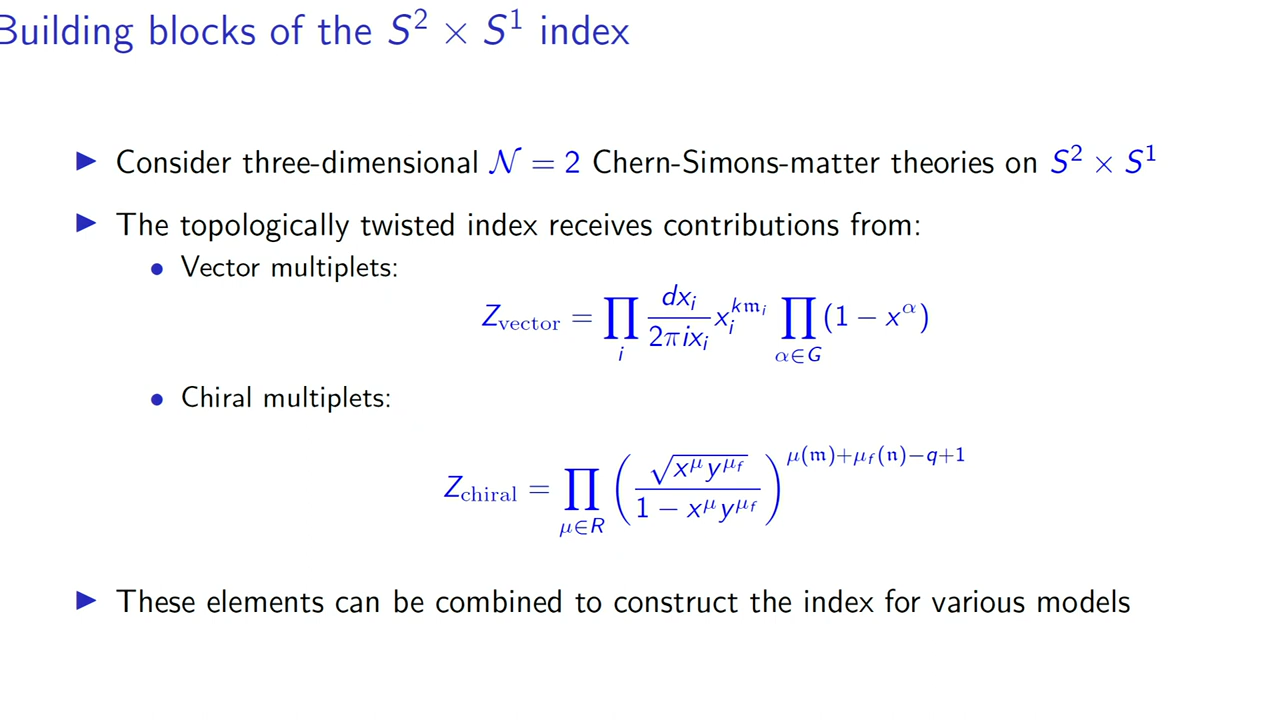 Building blocks of the S² × S¹ index
▶ Consider three-dimensional 𝒩 = 2 Chern-Simons-matter theories on S² × S¹
▶ The topologically twisted index receives contributions from:
• Vector multiplets:
Z_vector = ∏_i dx_i/(2πix_i) x_i^{k𝔪_i} ∏_{α∈G} (1 − x^α)
• Chiral multiplets:
Z_chiral = ∏_{μ∈R} (√(x^μ y^{μ_f}) / (1 − x^μ y^{μ_f}))^{μ(𝔪)+μ_f(𝔫)−q+1}
▶ These elements can be combined to construct the index for various models